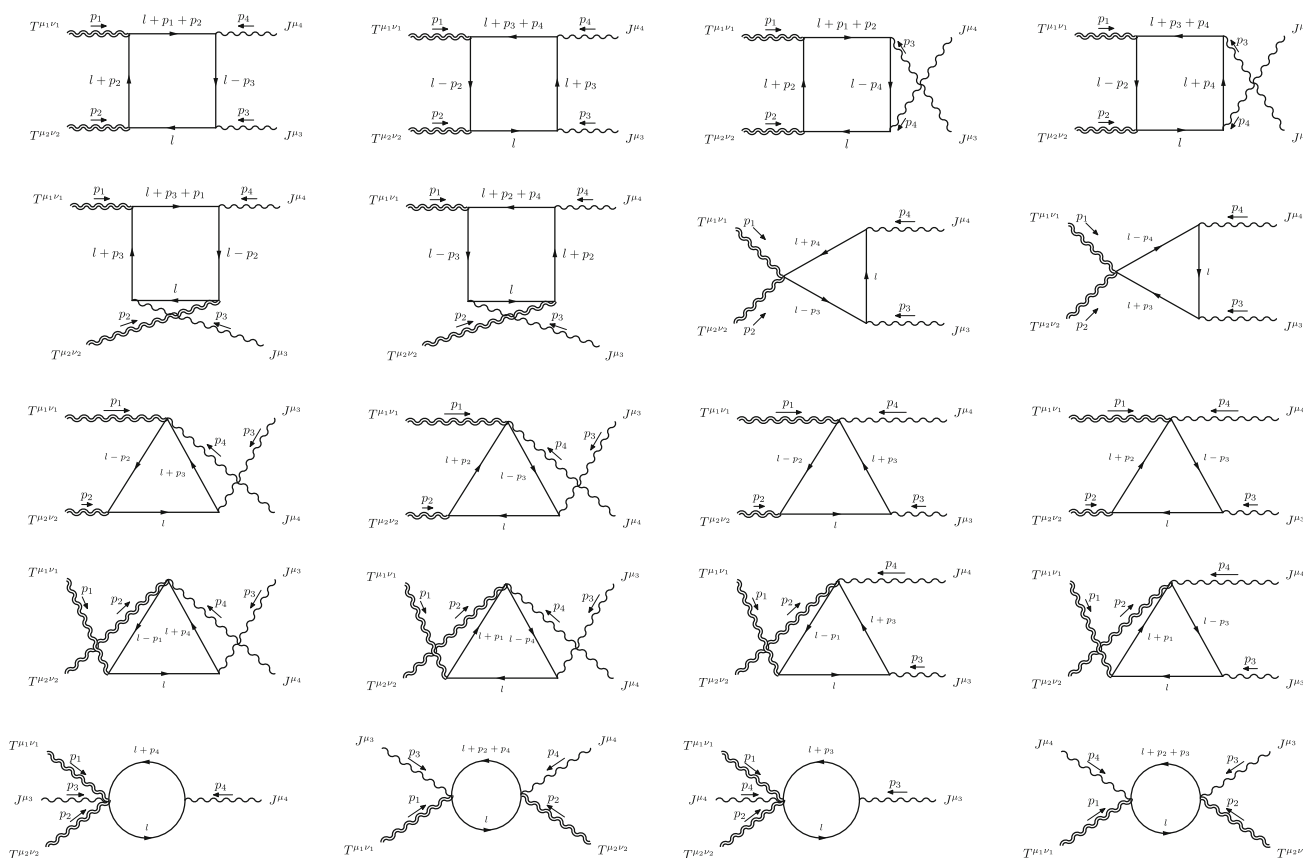 T^{μ₁ν₁} p₁ l + p₁ + p₂ p₄ J^{μ₄}
l + p₂ l − p₃
T^{μ₂ν₂} p₂ l p₃ J^{μ₃}
T^{μ₁ν₁} p₁ l + p₃ + p₄ p₄ J^{μ₄}
l − p₂ l + p₃
T^{μ₂ν₂} p₂ l p₃ J^{μ₃}
T^{μ₁ν₁} p₁ l + p₁ + p₂ p₃ J^{μ₄}
l + p₂ l − p₄
T^{μ₂ν₂} p₂ l p₄ J^{μ₃}
T^{μ₁ν₁} p₁ l + p₃ + p₄ p₃ J^{μ}
l − p₂ l + p₄
T^{μ₂ν₂} p₂ l p₄ J^{μ}
T^{μ₁ν₁} p₁ l + p₃ + p₁ p₄ J^{μ₄}
l + p₃ l − p₂
l
p₂ p₃
T^{μ₂ν₂} J^{μ₃}
T^{μ₁ν₁} p₁ l + p₂ + p₄ p₄ J^{μ₄}
l − p₃ l + p₂
l
p₂ p₃
T^{μ₂ν₂} J^{μ₃}
T^{μ₁ν₁} p₁ p₄ J^{μ₄}
l + p₄ l
l − p₃
T^{μ₂ν₂} p₂ p₃ J^{μ₃}
T^{μ₁ν₁} p₁ p₄ J^{μ₄}
l − p₄ l
l + p₃
T^{μ₂ν₂} p₂ p₃ J^{μ₃}
T^{μ₁ν₁} p₁ J^{μ₃}
p₄ p₃
l − p₂ l + p₃
T^{μ₂ν₂} p₂ l J^{μ₄}
T^{μ₁ν₁} p₁ J^{μ₃}
p₄ p₃
l + p₂ l − p₃
T^{μ₂ν₂} p₂ l J^{μ₄}
T^{μ₁ν₁} p₁ p₄ J^{μ₄}
l − p₂ l + p₃
T^{μ₂ν₂} p₂ l p₃ J^{μ₃}
T^{μ₁ν₁} p₁ p₄ J^{μ₄}
l + p₂ l − p₃
T^{μ₂ν₂} p₂ l p₃ J^{μ₃}
T^{μ₁ν₁} J^{μ₃}
p₁ p₂ p₄ p₃
l − p₁ l + p₄
T^{μ₂ν₂} l J^{μ₄}
T^{μ₁ν₁} J^{μ₃}
p₁ p₂ p₄ p₃
l + p₁ l − p₄
T^{μ₂ν₂} l J^{μ₄}
T^{μ₁ν₁} p₄ J^{μ₄}
p₁ p₂
l − p₁ l + p₃
T^{μ₂ν₂} l p₃ J^{μ₃}
T^{μ₁ν₁} p₄ J^{μ₄}
p₁ p₂
l + p₁ l − p₃
T^{μ₂ν₂} l p₃ J^{μ₃}
T^{μ₁ν₁} l + p₄
p₁
J^{μ₃} p₃ p₄ J^{μ₄}
p₂ l
T^{μ₂ν₂}
J^{μ₃} l + p₂ + p₄ J^{μ₄}
p₃ p₄
p₁ l p₂
T^{μ₁ν₁} T^{μ₂ν₂}
T^{μ₁ν₁} l + p₃
p₁
J^{μ₄} p₄ p₃ J^{μ₃}
p₂ l
T^{μ₂ν₂}
J^{μ₄} l + p₂ + p₃ J^{μ₃}
p₄ p₃
p₁ l p₂
T^{μ₁ν₁} T^{μ₂ν}